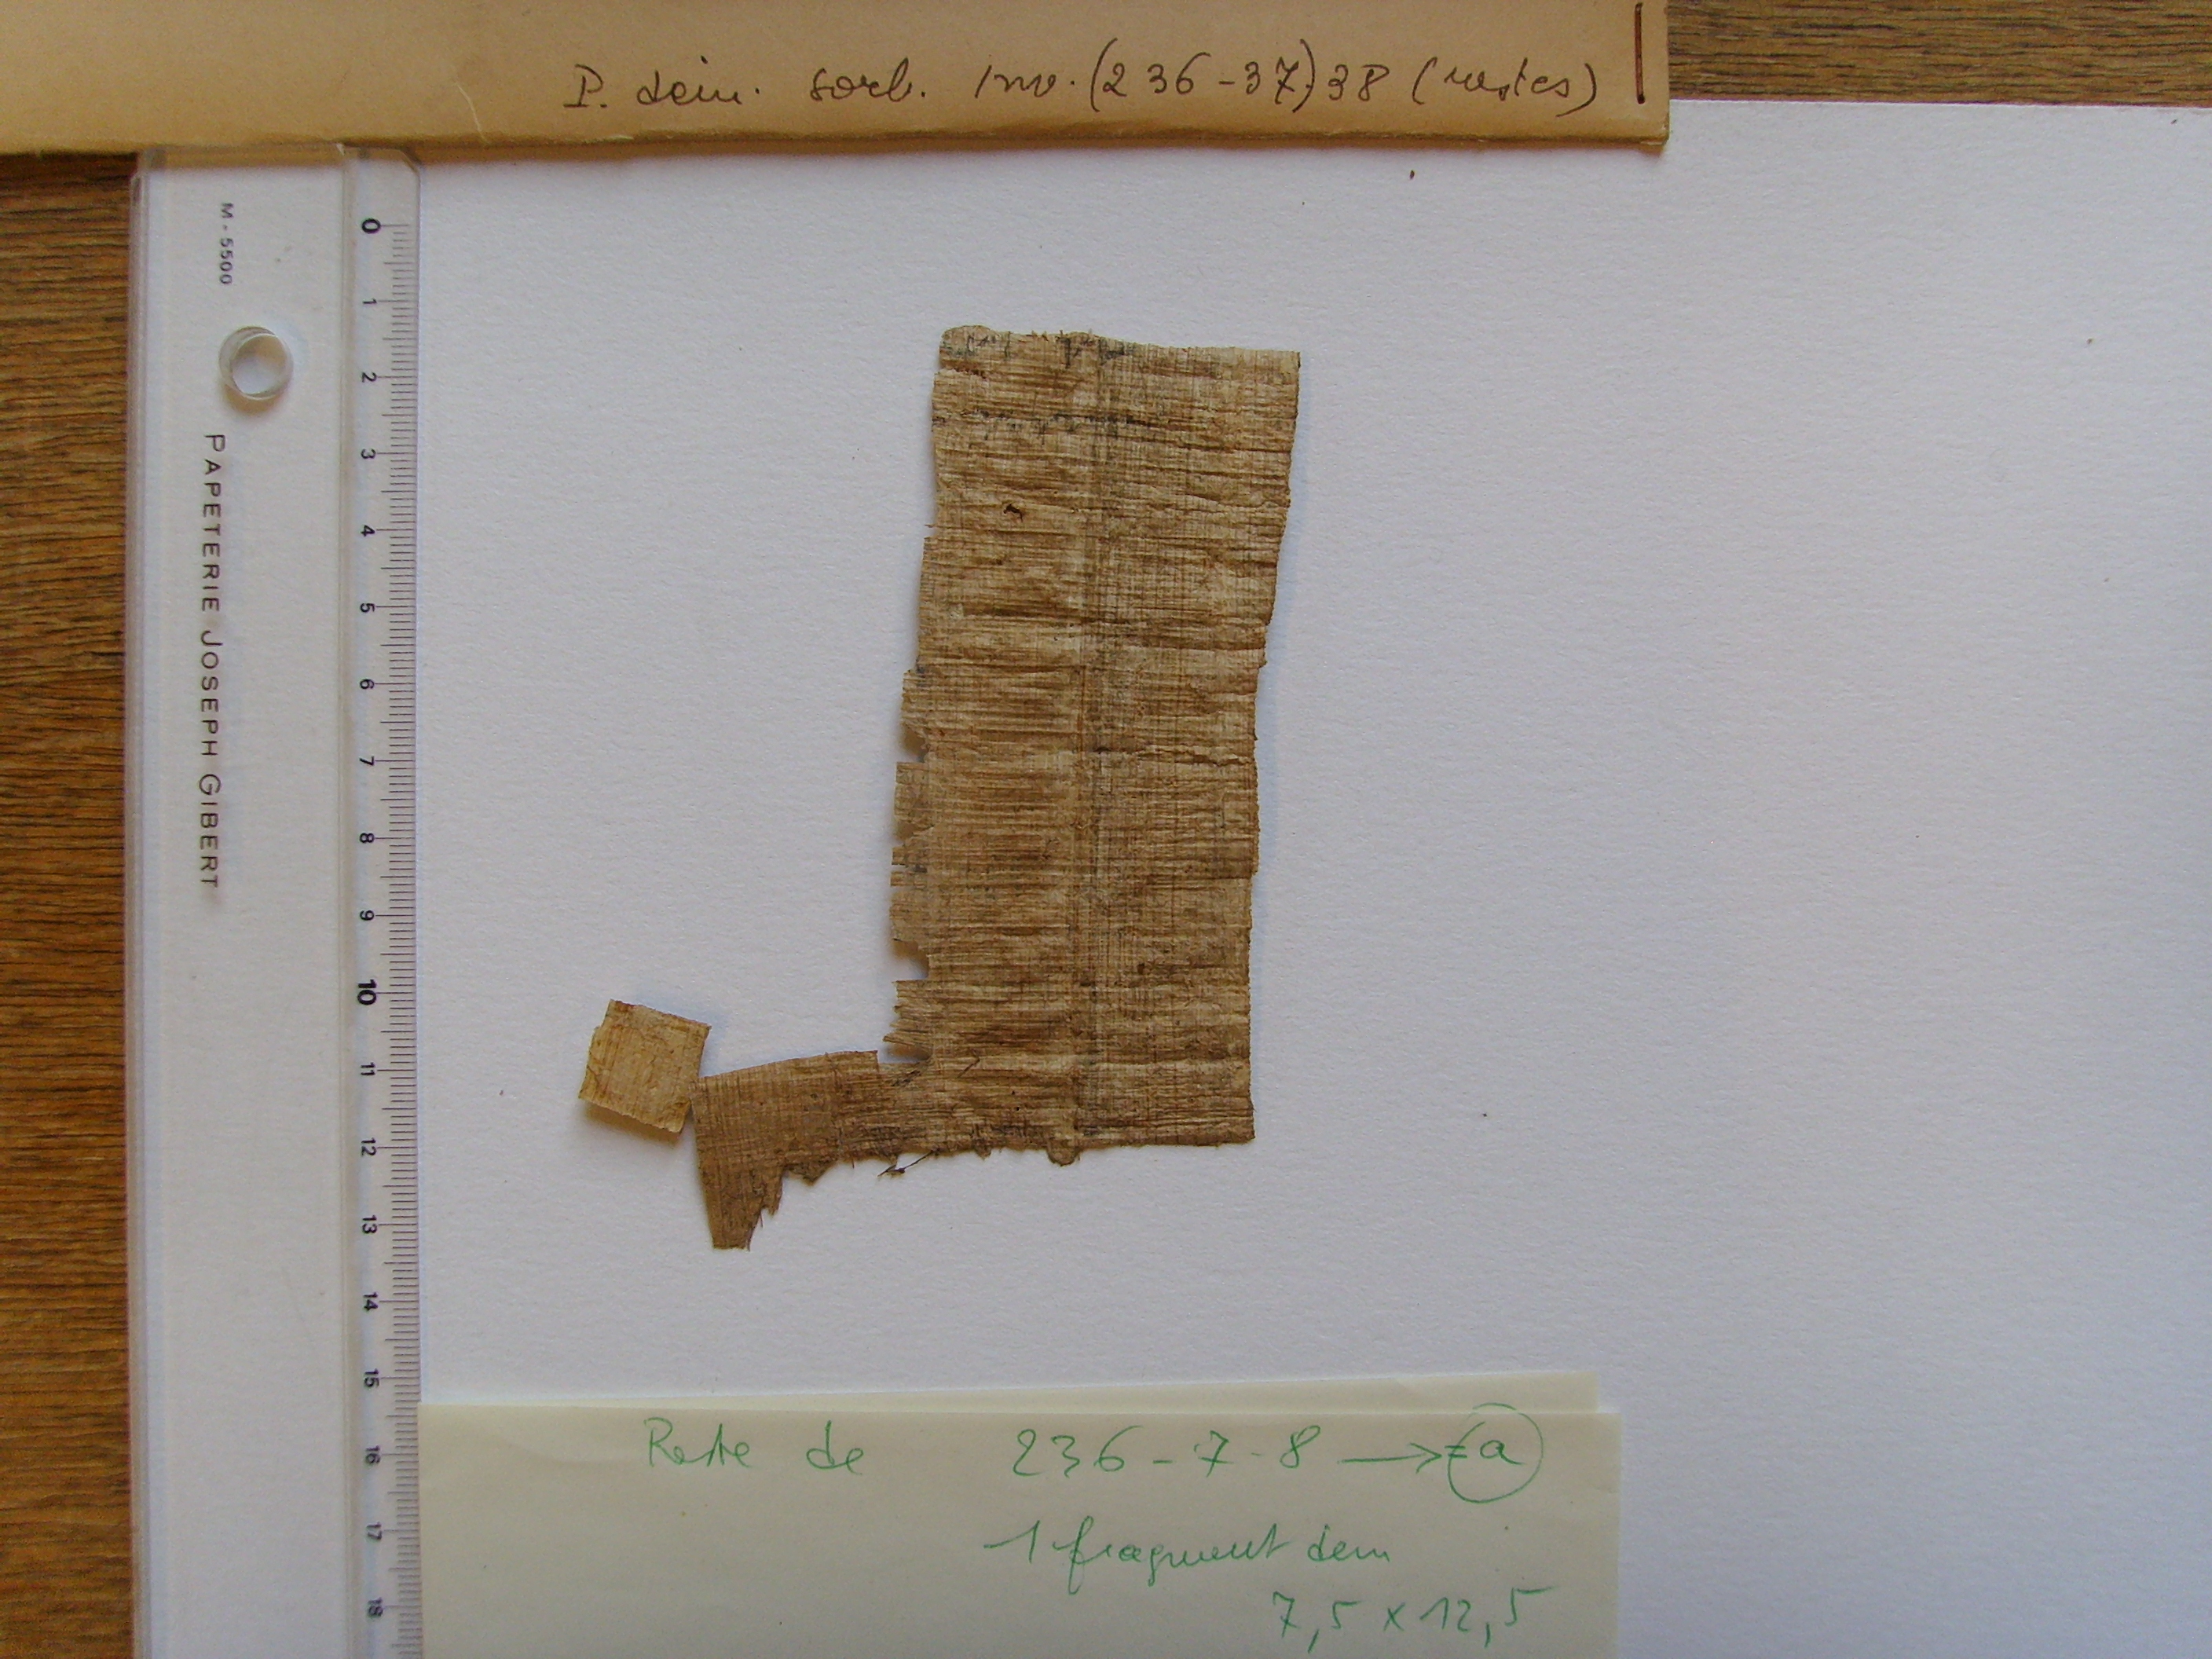 P. dém. sorb. Inv. (236-37) 38 (restes)
M-5500
PAPETERIE JOSEPH GIBERT
0 1 2 3 4 5 6 7 8 9 10 11 12 13 14 15 16 17 18
Reste de 236-7-8 → = a
1 fragment dem
7,5 x 12,5